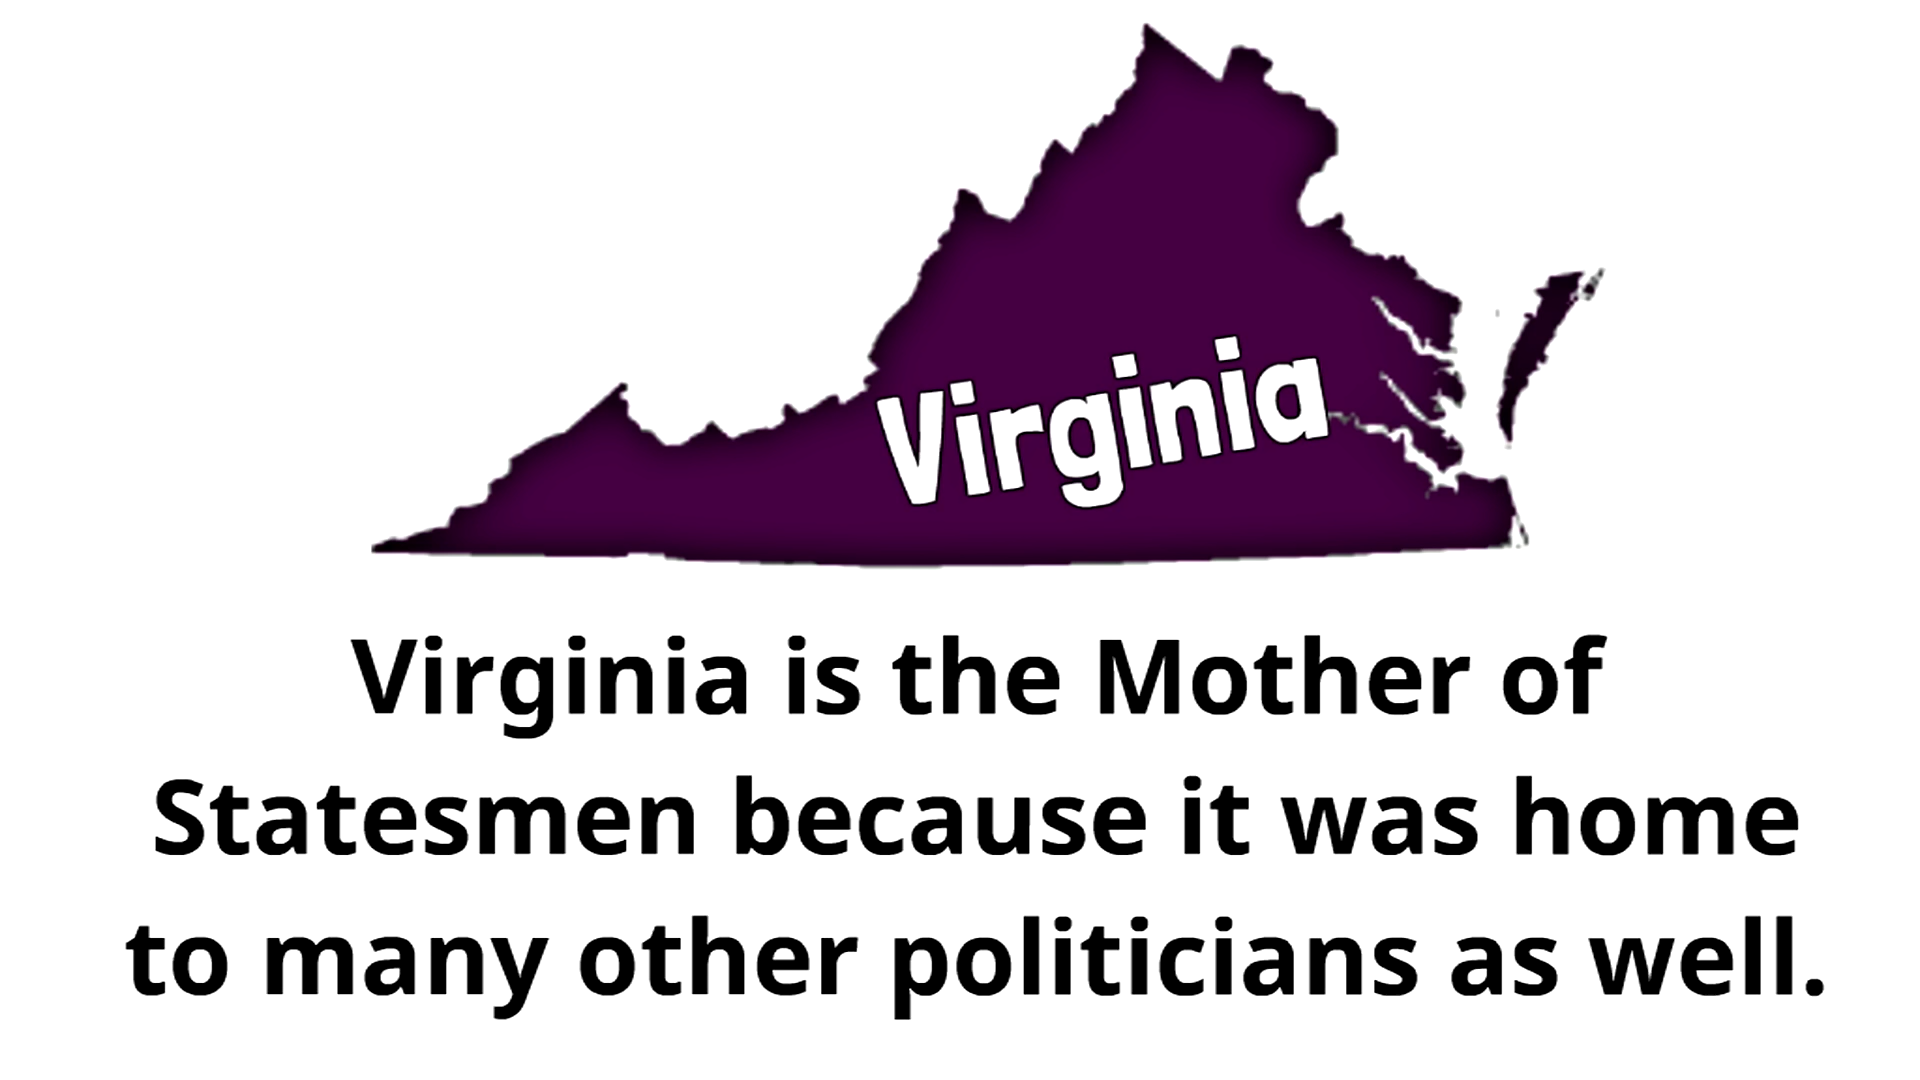 Virginia
Virginia is the Mother of
Statesmen because it was home
to many other politicians as well.